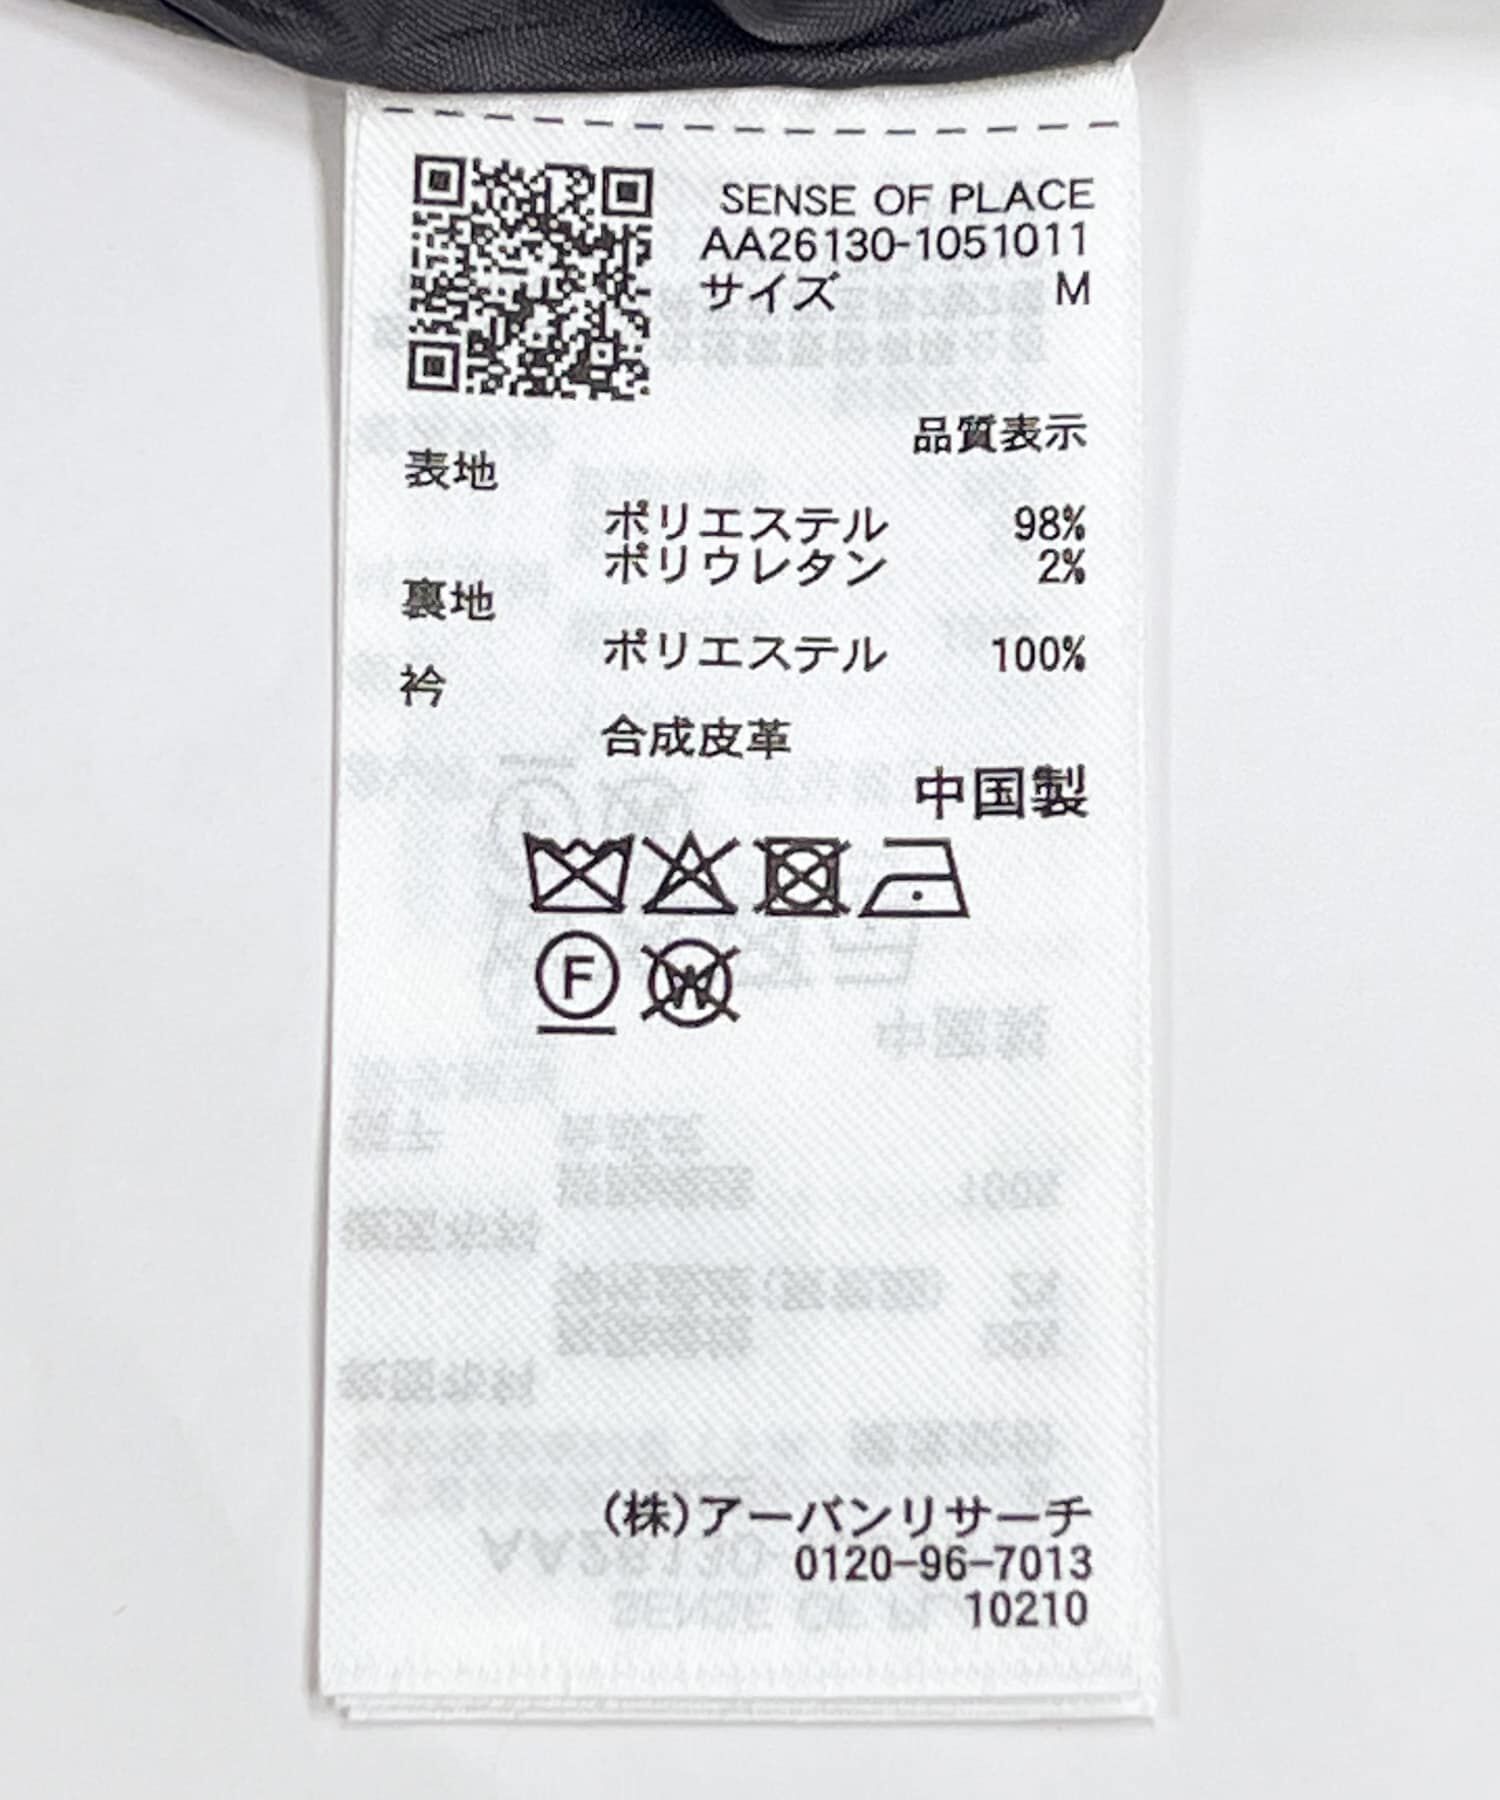 SENSE OF PLACE
AA26130-1051011
サイズ M
品質表示
表地
ポリエステル 98%
ポリウレタン 2%
裏地
ポリエステル 100%
衿
合成皮革
中国製
F
W
(株)アーバンリサーチ
0120-96-7013
10210